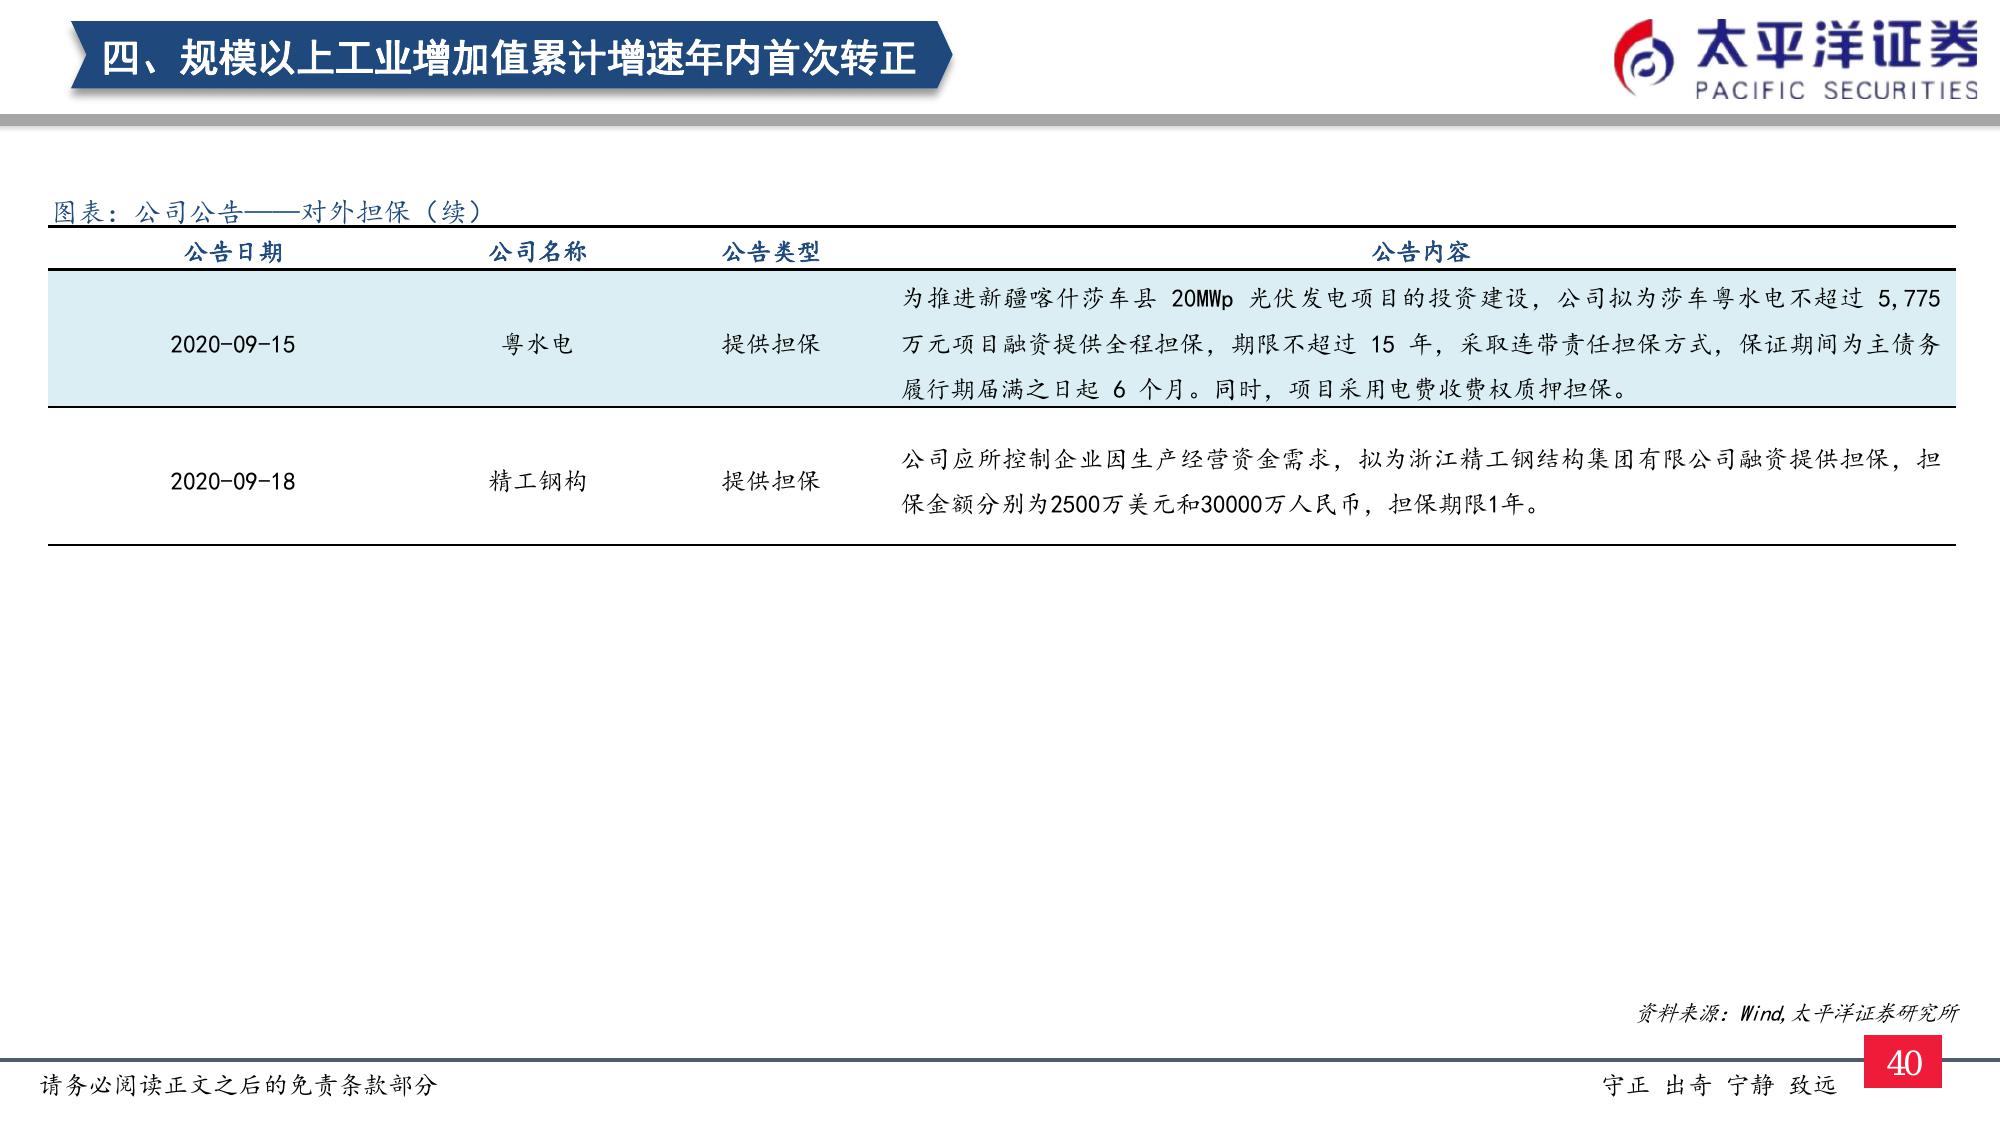 四、规模以上工业增加值累计增速年内首次转正
太平洋证券
PACIFIC SECURITIES
图表：公司公告——对外担保（续）
公告日期 公司名称 公告类型 公告内容
2020-09-15 粤水电 提供担保
为推进新疆喀什莎车县 20MWp 光伏发电项目的投资建设，公司拟为莎车粤水电不超过 5,775
万元项目融资提供全程担保，期限不超过 15 年，采取连带责任担保方式，保证期间为主债务
履行期届满之日起 6 个月。同时，项目采用电费收费权质押担保。
2020-09-18 精工钢构 提供担保
公司应所控制企业因生产经营资金需求，拟为浙江精工钢结构集团有限公司融资提供担保，担
保金额分别为2500万美元和30000万人民币，担保期限1年。
资料来源：Wind,太平洋证券研究所
请务必阅读正文之后的免责条款部分
守正 出奇 宁静 致远
40